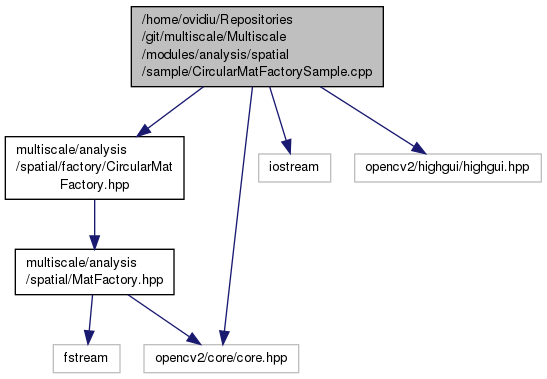 /home/ovidiu/Repositories
/git/multiscale/Multiscale
/modules/analysis/spatial
/sample/CircularMatFactorySample.cpp
multiscale/analysis
/spatial/factory/CircularMat
Factory.hpp
iostream
opencv2/highgui/highgui.hpp
multiscale/analysis
/spatial/MatFactory.hpp
fstream
opencv2/core/core.hpp